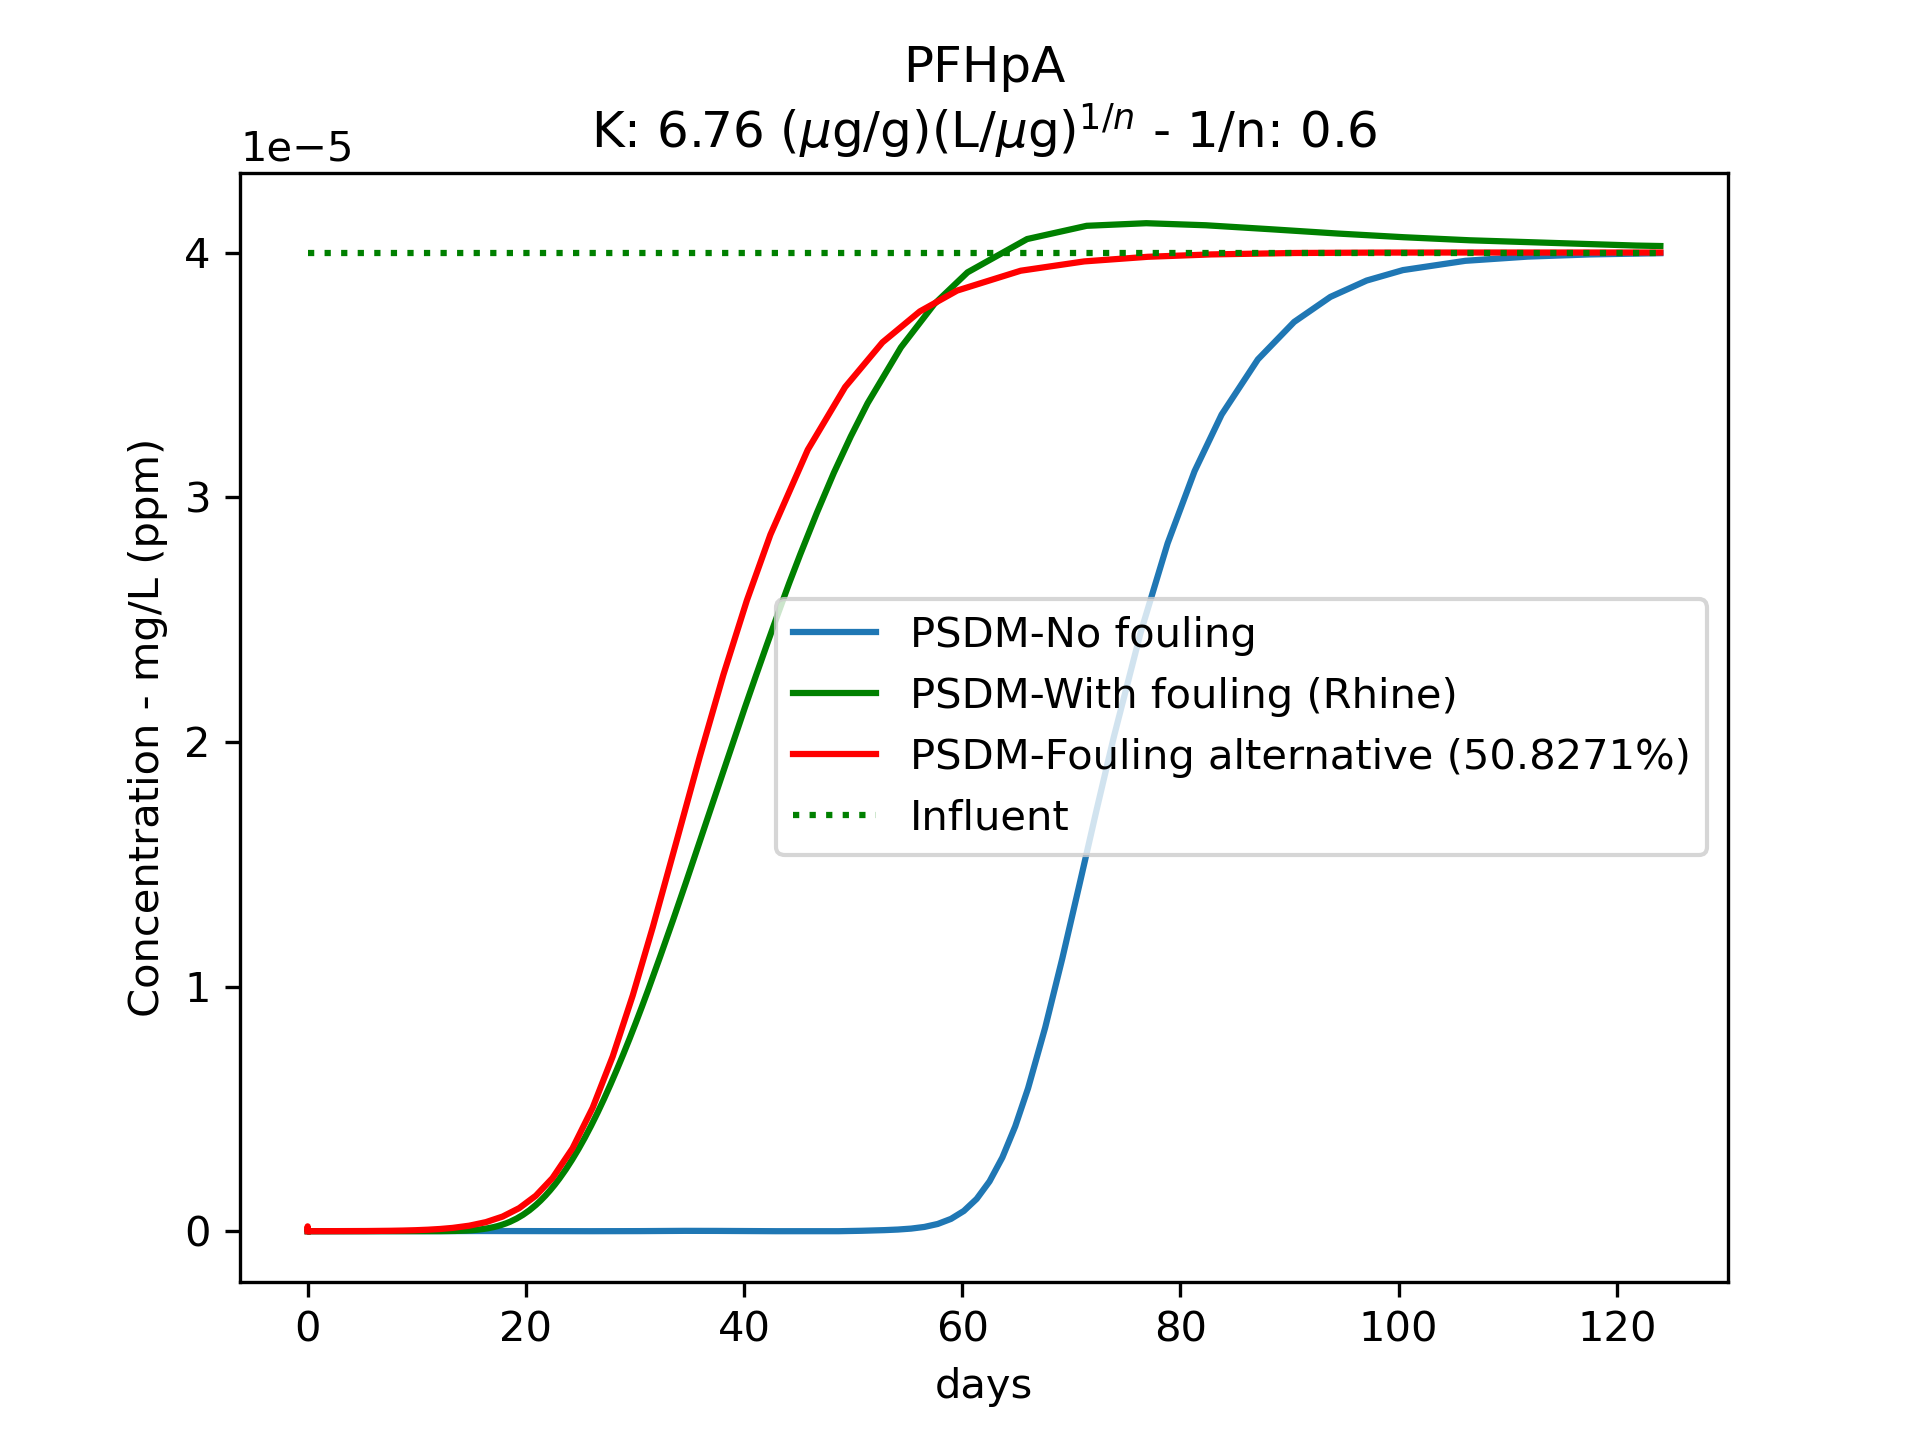 PFHpA
K: 6.76 (μg/g)(L/μg)^{1/n} - 1/n: 0.6
1e−5
4
3
2
1
0
Concentration - mg/L (ppm)
PSDM-No fouling
PSDM-With fouling (Rhine)
PSDM-Fouling alternative (50.8271%)
Influent
0 20 40 60 80 100 120
days